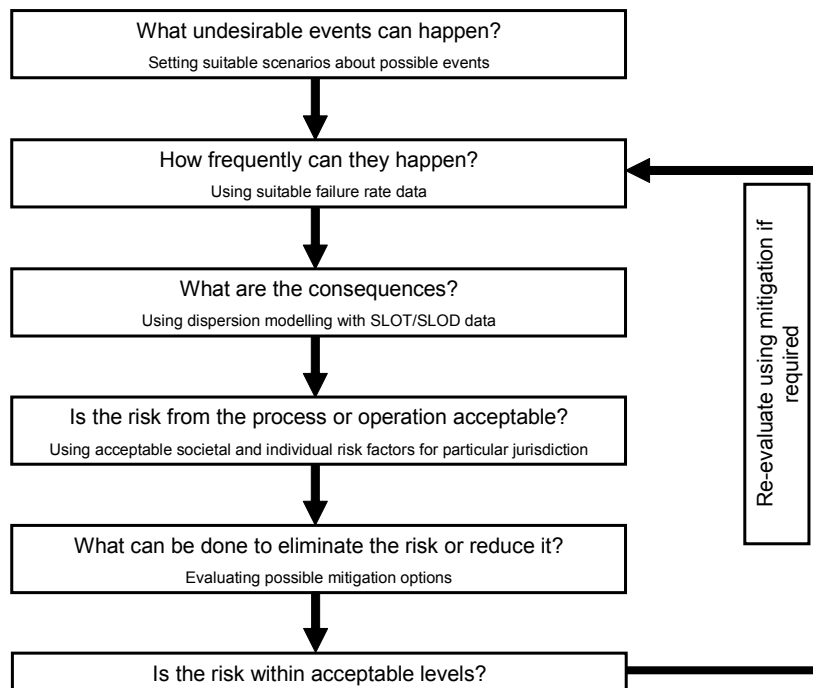 What undesirable events can happen?
Setting suitable scenarios about possible events
How frequently can they happen?
Using suitable failure rate data
What are the consequences?
Using dispersion modelling with SLOT/SLOD data
Is the risk from the process or operation acceptable?
Using acceptable societal and individual risk factors for particular jurisdiction
What can be done to eliminate the risk or reduce it?
Evaluating possible mitigation options
Is the risk within acceptable levels?
Re-evaluate using mitigation if
required